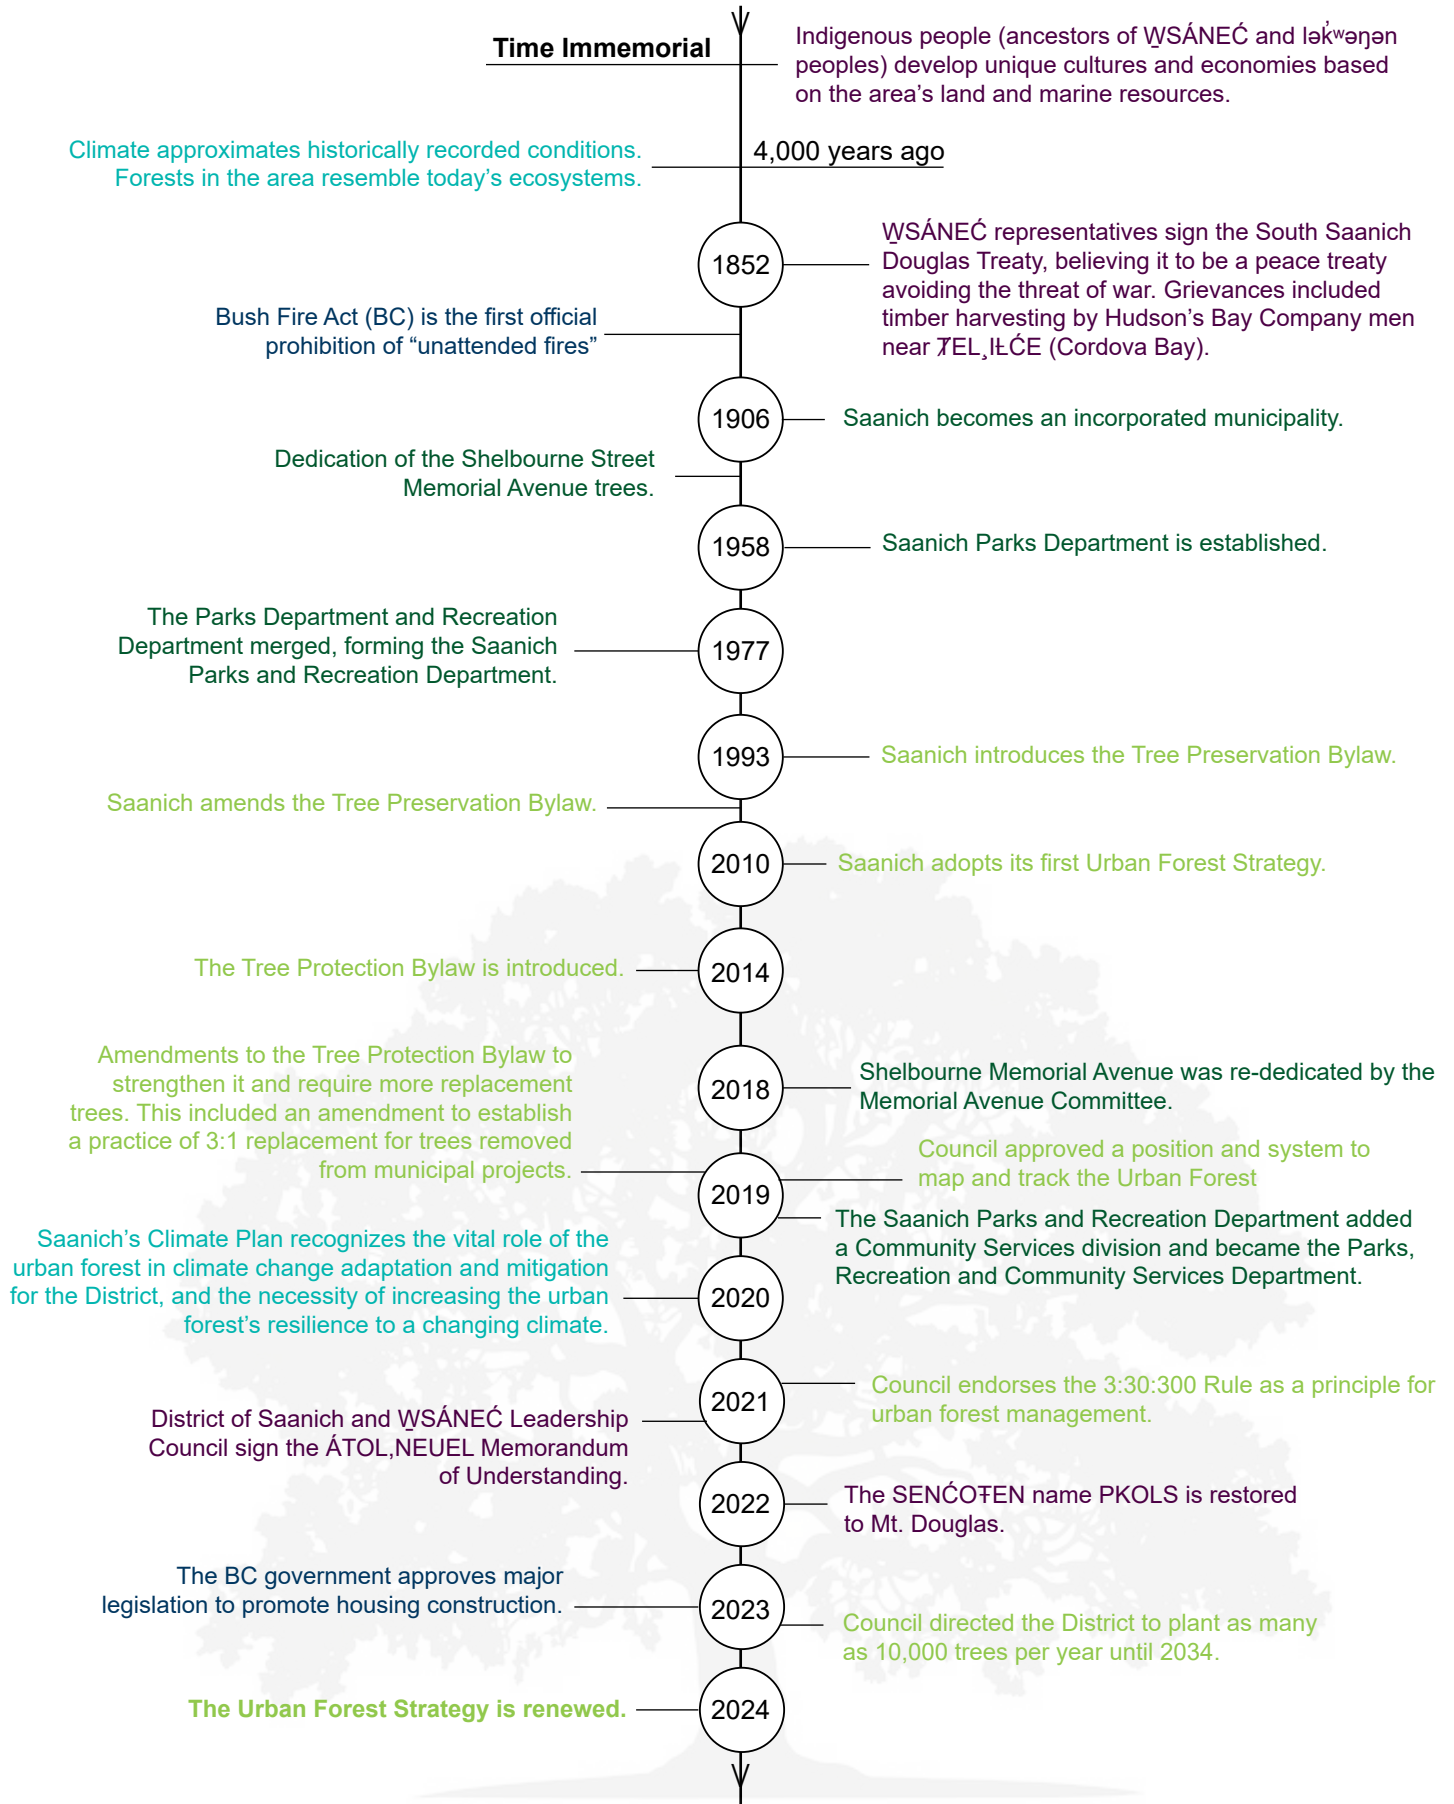 Time Immemorial
Indigenous people (ancestors of W̱SÁNEĆ and lək̓ʷəŋən
peoples) develop unique cultures and economies based
on the area’s land and marine resources.
Climate approximates historically recorded conditions.
Forests in the area resemble today’s ecosystems.
4,000 years ago
1852
W̱SÁNEĆ representatives sign the South Saanich
Douglas Treaty, believing it to be a peace treaty
avoiding the threat of war. Grievances included
timber harvesting by Hudson’s Bay Company men
near ȾEL¸IȽĆE (Cordova Bay).
Bush Fire Act (BC) is the first official
prohibition of “unattended fires”
1906
Saanich becomes an incorporated municipality.
Dedication of the Shelbourne Street
Memorial Avenue trees.
1958
Saanich Parks Department is established.
The Parks Department and Recreation
Department merged, forming the Saanich
Parks and Recreation Department.
1977
1993
Saanich introduces the Tree Preservation Bylaw.
Saanich amends the Tree Preservation Bylaw.
2010
Saanich adopts its first Urban Forest Strategy.
The Tree Protection Bylaw is introduced.
2014
2018
Shelbourne Memorial Avenue was re-dedicated by the
Memorial Avenue Committee.
Amendments to the Tree Protection Bylaw to
strengthen it and require more replacement
trees. This included an amendment to establish
a practice of 3:1 replacement for trees removed
from municipal projects.
2019
Council approved a position and system to
map and track the Urban Forest
The Saanich Parks and Recreation Department added
a Community Services division and became the Parks,
Recreation and Community Services Department.
Saanich’s Climate Plan recognizes the vital role of the
urban forest in climate change adaptation and mitigation
for the District, and the necessity of increasing the urban
forest’s resilience to a changing climate.
2020
2021
Council endorses the 3:30:300 Rule as a principle for
urban forest management.
District of Saanich and W̱SÁNEĆ Leadership
Council sign the ÁTOL,NEUEL Memorandum
of Understanding.
2022
The SENĆOŦEN name PKOLS is restored
to Mt. Douglas.
The BC government approves major
legislation to promote housing construction.
2023
Council directed the District to plant as many
as 10,000 trees per year until 2034.
The Urban Forest Strategy is renewed.
2024